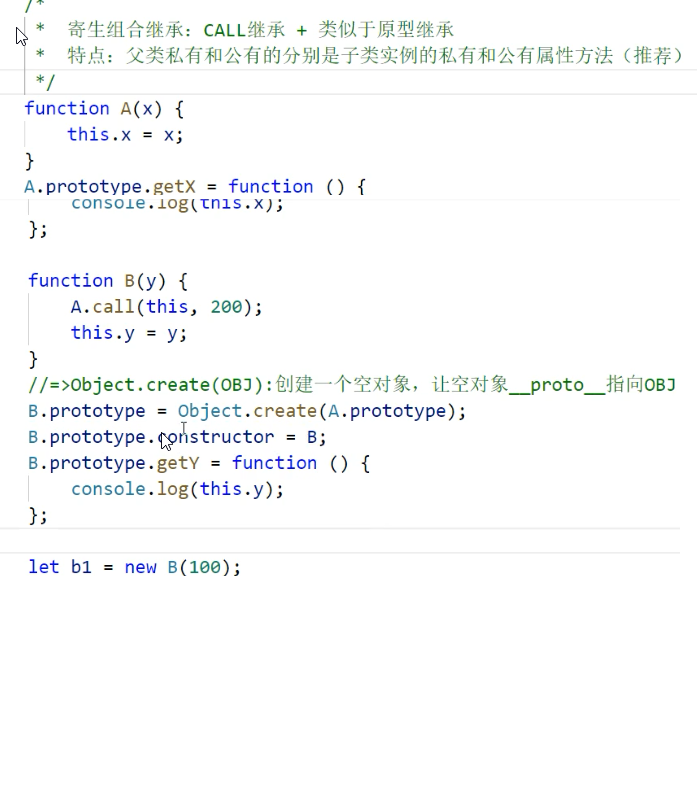 /*
 *  寄生组合继承：CALL继承 + 类似于原型继承
 *  特点：父类私有和公有的分别是子类实例的私有和公有属性方法（推荐）
 */
function A(x) {
    this.x = x;
}
A.prototype.getX = function () {
    console.log(this.x);
};

function B(y) {
    A.call(this, 200);
    this.y = y;
}
//=>Object.create(OBJ):创建一个空对象，让空对象__proto__指向OBJ
B.prototype = Object.create(A.prototype);
B.prototype.constructor = B;
B.prototype.getY = function () {
    console.log(this.y);
};

let b1 = new B(100);